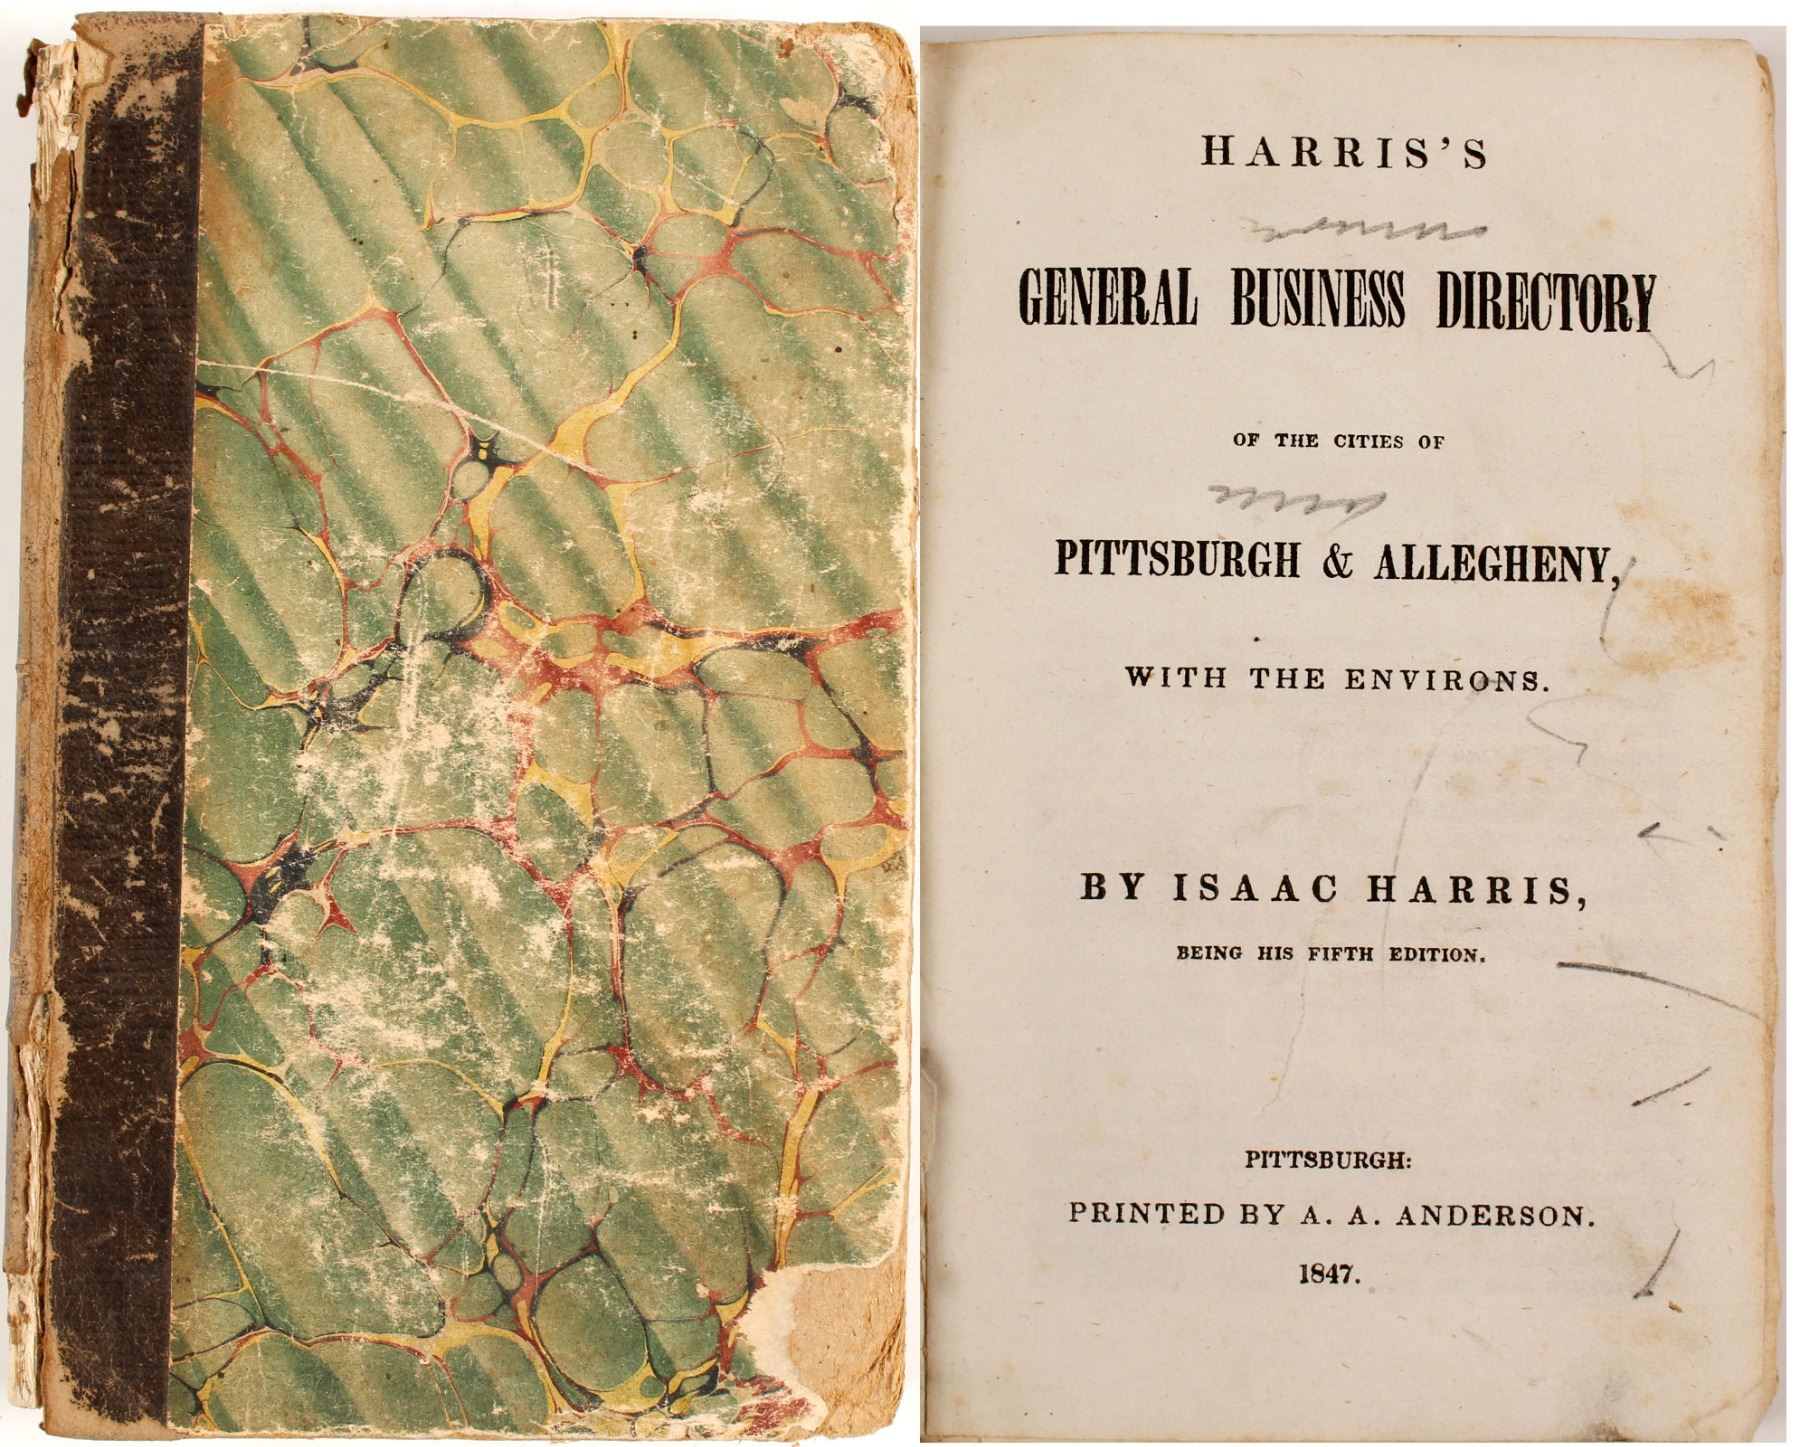 HARRIS'S
GENERAL BUSINESS DIRECTORY
OF THE CITIES OF
PITTSBURGH & ALLEGHENY,
WITH THE ENVIRONS.
BY ISAAC HARRIS,
BEING HIS FIFTH EDITION.
PITTSBURGH:
PRINTED BY A. A. ANDERSON.
1847.